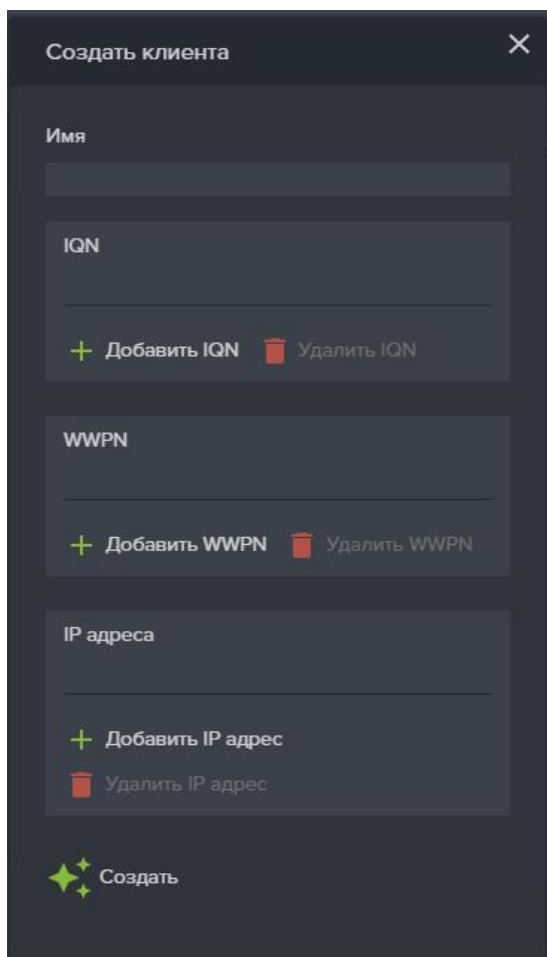 Создать клиента
Имя
IQN
Добавить IQN Удалить IQN
WWPN
Добавить WWPN Удалить WWPN
IP адреса
Добавить IP адрес
Удалить IP адрес
Создать